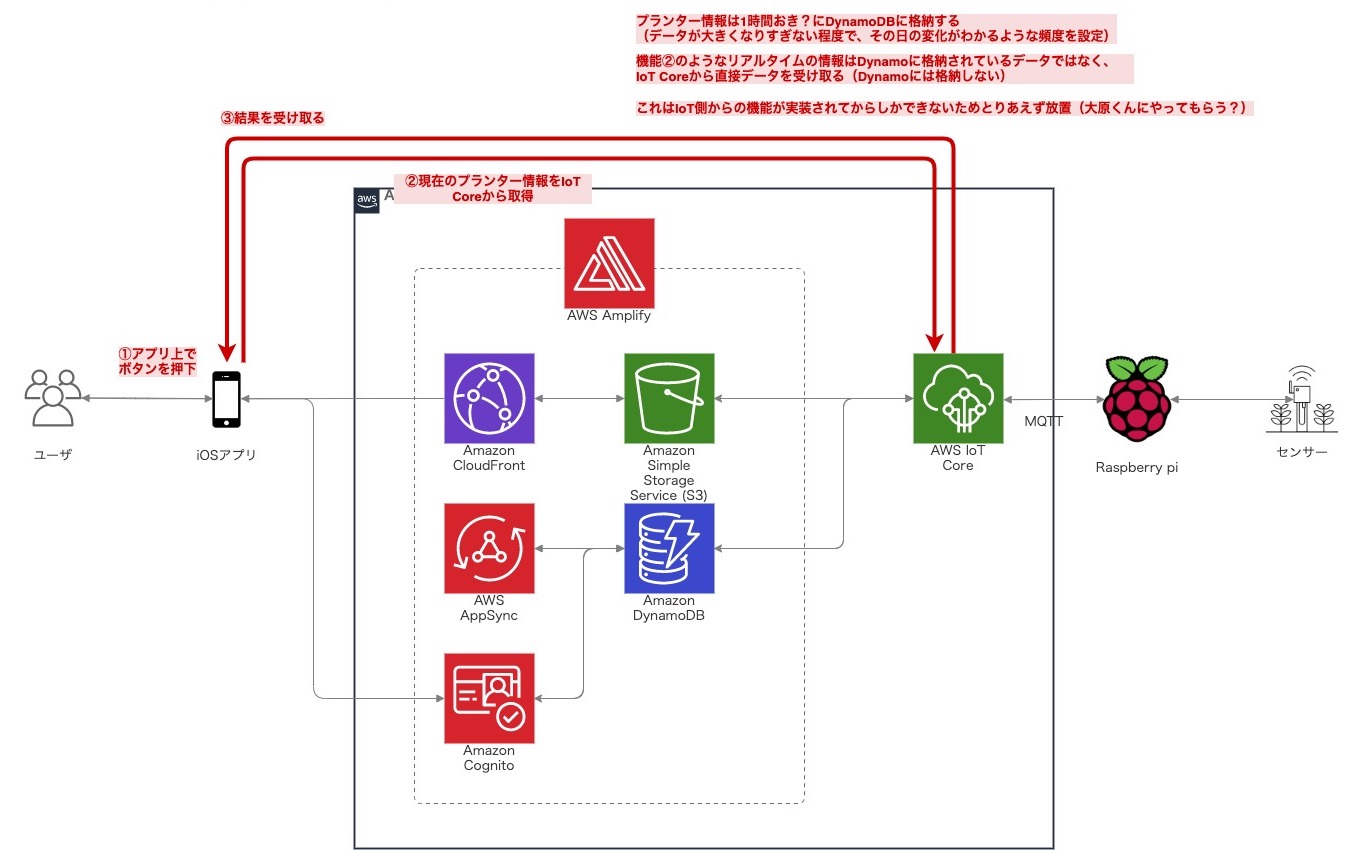 プランター情報は1時間おき？にDynamoDBに格納する
（データが大きくなりすぎない程度で、その日の変化がわかるような頻度を設定）
機能②のようなリアルタイムの情報はDynamoに格納されているデータではなく、
IoT Coreから直接データを受け取る（Dynamoには格納しない）
これはIoT側からの機能が実装されてからしかできないためとりあえず放置（大原くんにやってもらう？）
③結果を受け取る
②現在のプランター情報をIoT
Coreから取得
aws
A
AWS Amplify
①アプリ上で
ボタンを押下
ユーザ
iOSアプリ
Amazon
CloudFront
Amazon
Simple
Storage
Service (S3)
AWS IoT
Core
MQTT
Raspberry pi
センサー
AWS
AppSync
Amazon
DynamoDB
Amazon
Cognito